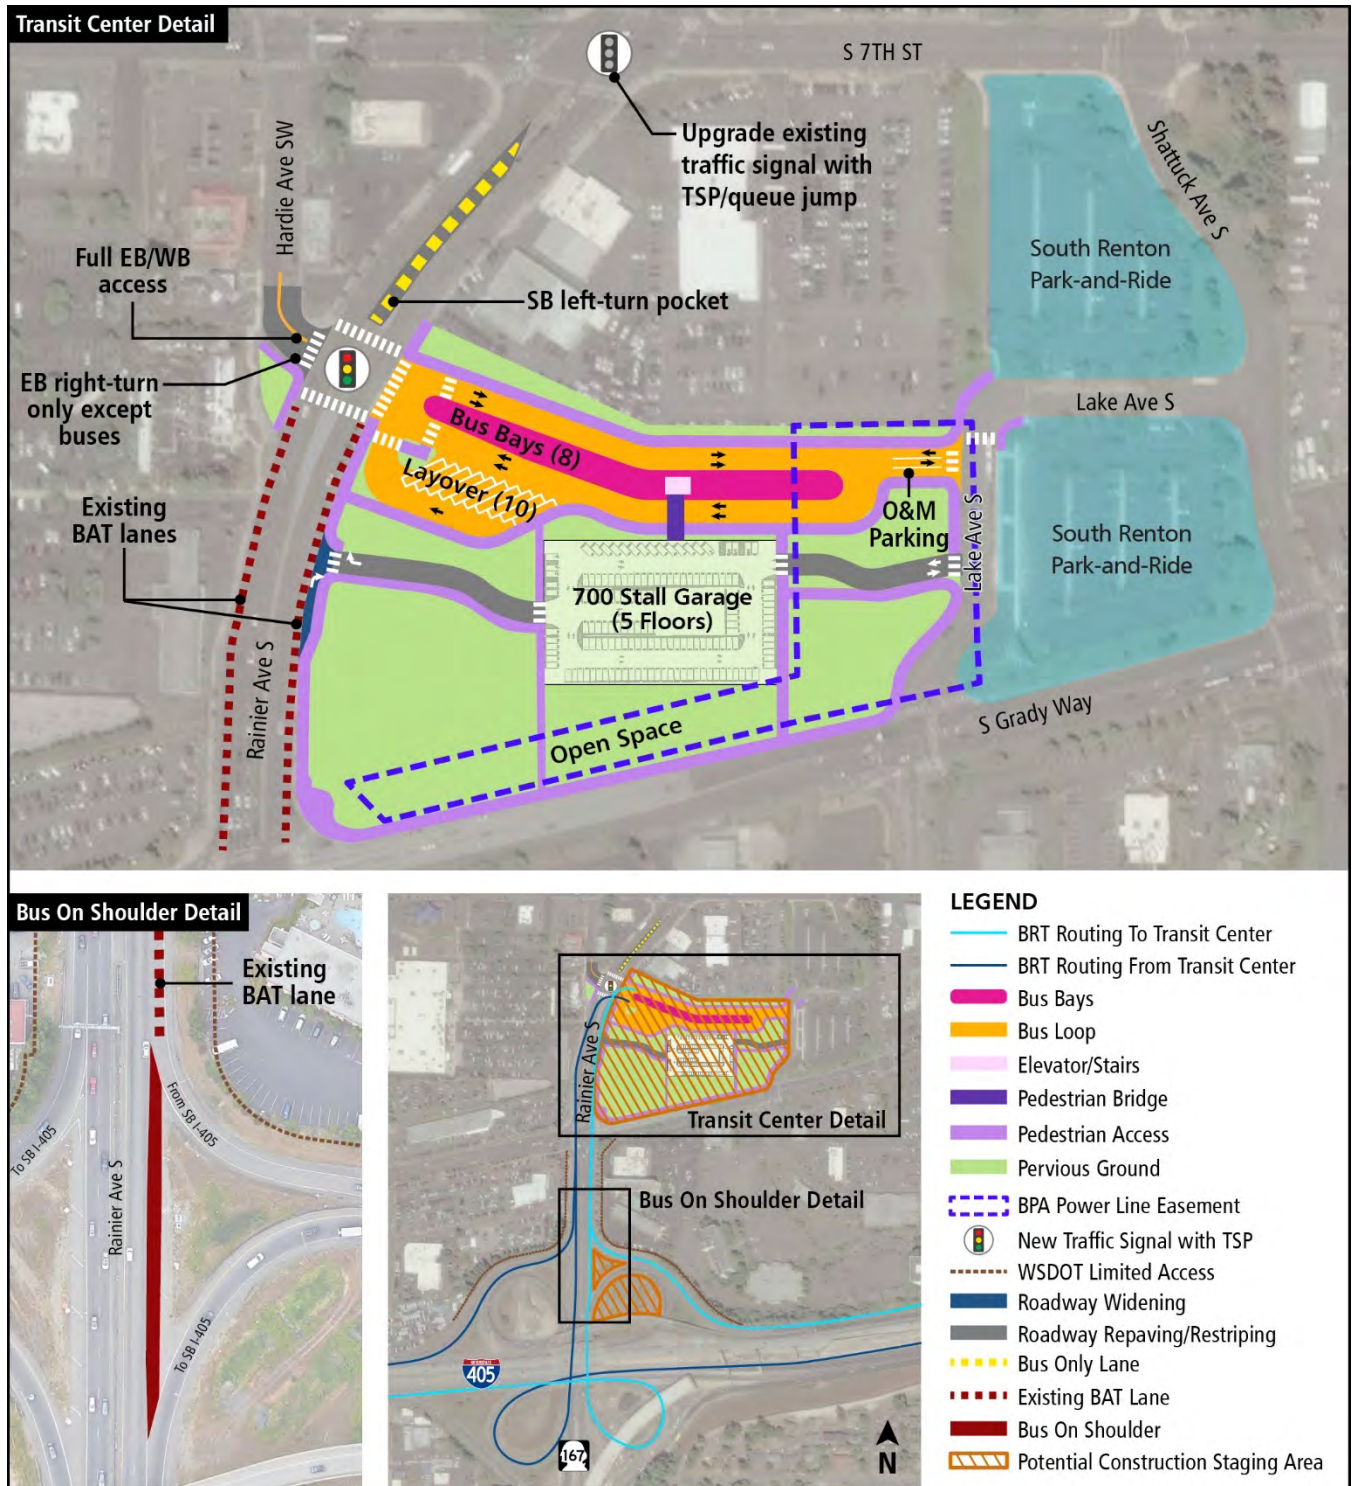 Transit Center Detail
S 7TH ST
Upgrade existing
traffic signal with
TSP/queue jump
Hardie Ave SW
Shattuck Ave S
South Renton
Park-and-Ride
Full EB/WB
access
SB left-turn pocket
EB right-turn
only except
buses
Lake Ave S
Bus Bays (8)
Layover (10)
O&M
Parking
Lake Ave S
Existing
BAT lanes
South Renton
Park-and-Ride
700 Stall Garage
(5 Floors)
Rainier Ave S
Open Space
S Grady Way
Bus On Shoulder Detail
Existing
BAT lane
From SB I-405
To SB I-405
Rainier Ave S
To SB I-405
Rainier Ave S
Transit Center Detail
Bus On Shoulder Detail
INTERSTATE
405
167
N
LEGEND
BRT Routing To Transit Center
BRT Routing From Transit Center
Bus Bays
Bus Loop
Elevator/Stairs
Pedestrian Bridge
Pedestrian Access
Pervious Ground
BPA Power Line Easement
New Traffic Signal with TSP
WSDOT Limited Access
Roadway Widening
Roadway Repaving/Restriping
Bus Only Lane
Existing BAT Lane
Bus On Shoulder
Potential Construction Staging Area